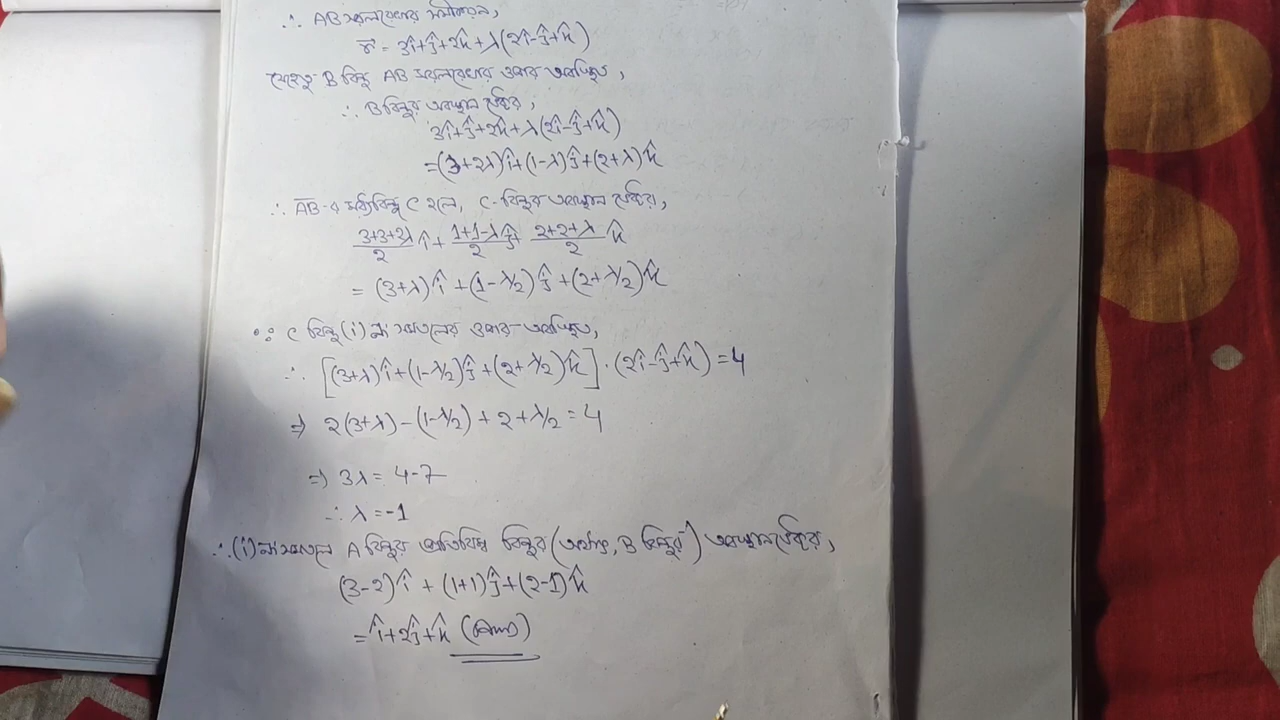 ∴ AB সরলরেখার সমীকরণ,
r⃗ = 3î+ĵ+2k̂+λ(2î-ĵ+k̂)
যেহেতু B বিন্দু AB সরলরেখার ওপর অবস্থিত,
∴ B বিন্দুর অবস্থান ভেক্টর,
3î+ĵ+2k̂+λ(2î-ĵ+k̂)
=(3+2λ)î+(1-λ)ĵ+(2+λ)k̂
∴ AB̅-র মধ্যবিন্দু C হলে, C-বিন্দুর অবস্থান ভেক্টর,
(3+3+2λ)/2 î + (1+1-λ)/2 ĵ + (2+2+λ)/2 k̂
= (3+λ)î +(1-λ/2)ĵ +(2+λ/2)k̂
∵ C বিন্দু (i) নং সমতলের ওপর অবস্থিত,
∴ [(3+λ)î+(1-λ/2)ĵ+(2+λ/2)k̂]·(2î-ĵ+k̂)=4
⇒ 2(3+λ)-(1-λ/2)+2+λ/2=4
⇒ 3λ = 4-7
∴ λ=-1
∴ (i) নং সমতলে A বিন্দুর প্রতিবিম্ব বিন্দুর (অর্থাৎ, B বিন্দুর) অবস্থান ভেক্টর,
(3-2)î + (1+1)ĵ+(2-1)k̂
= î+2ĵ+k̂ (Ans)